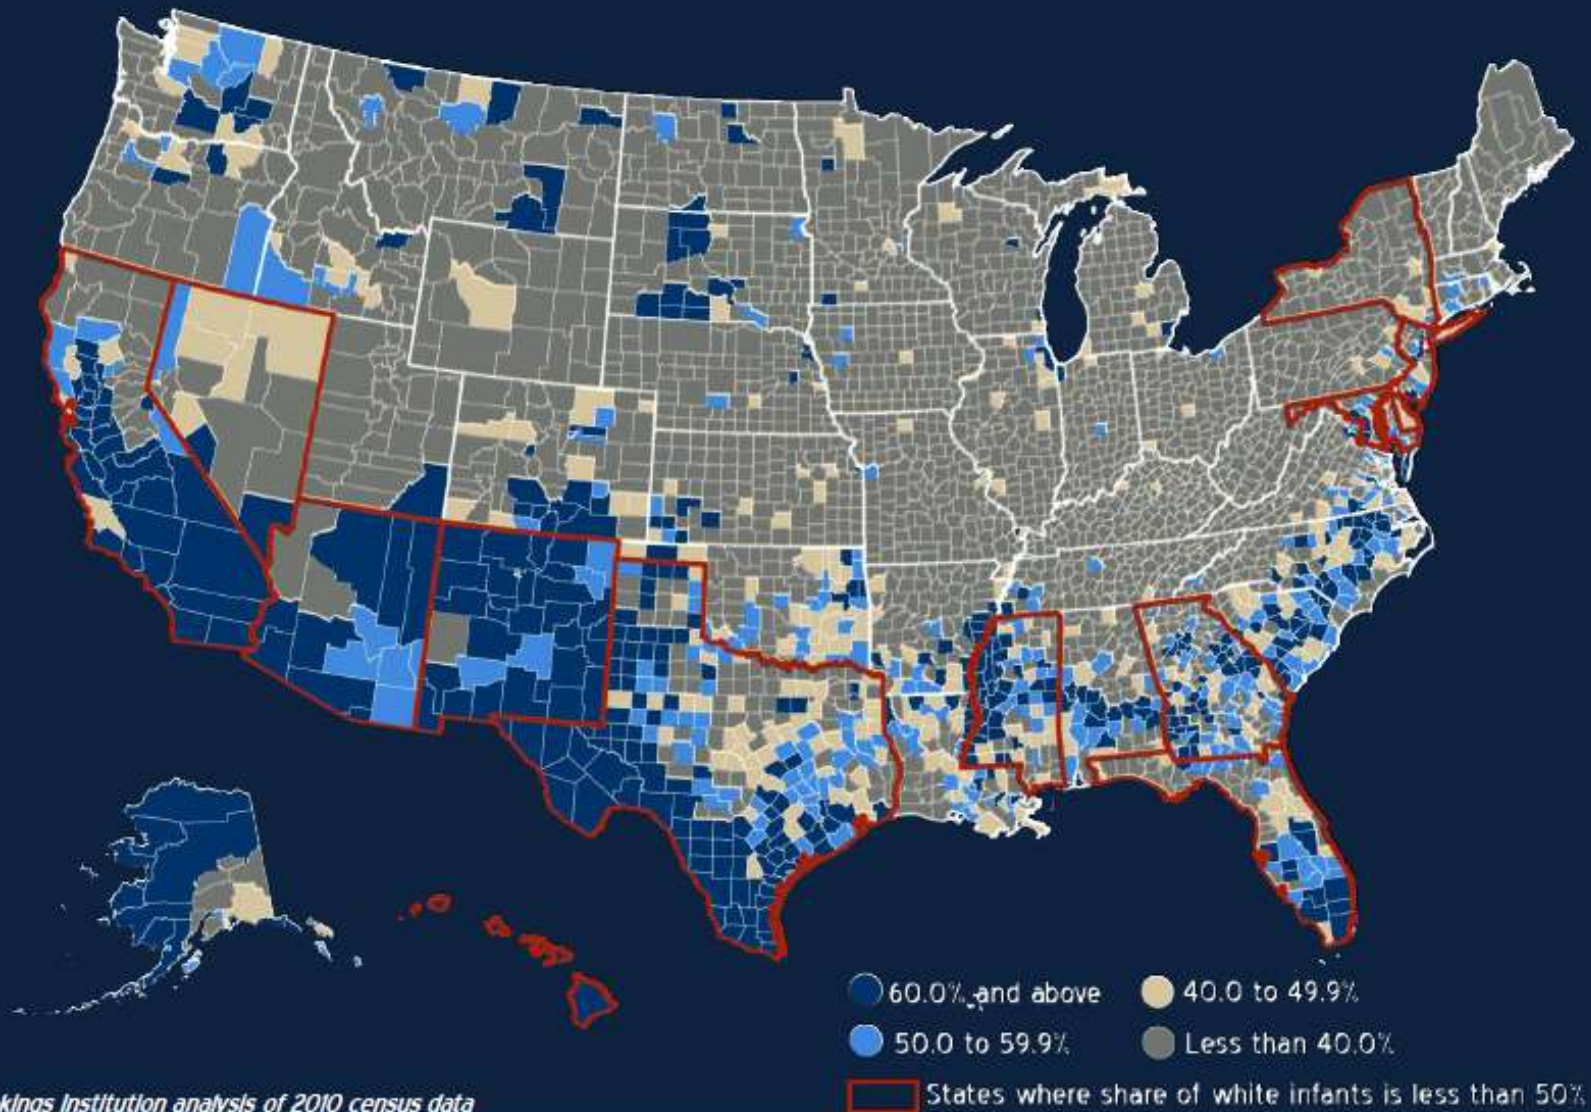 60.0% and above
40.0 to 49.9%
50.0 to 59.9%
Less than 40.0%
States where share of white infants is less than 50%
kings Institution analysis of 2010 census data